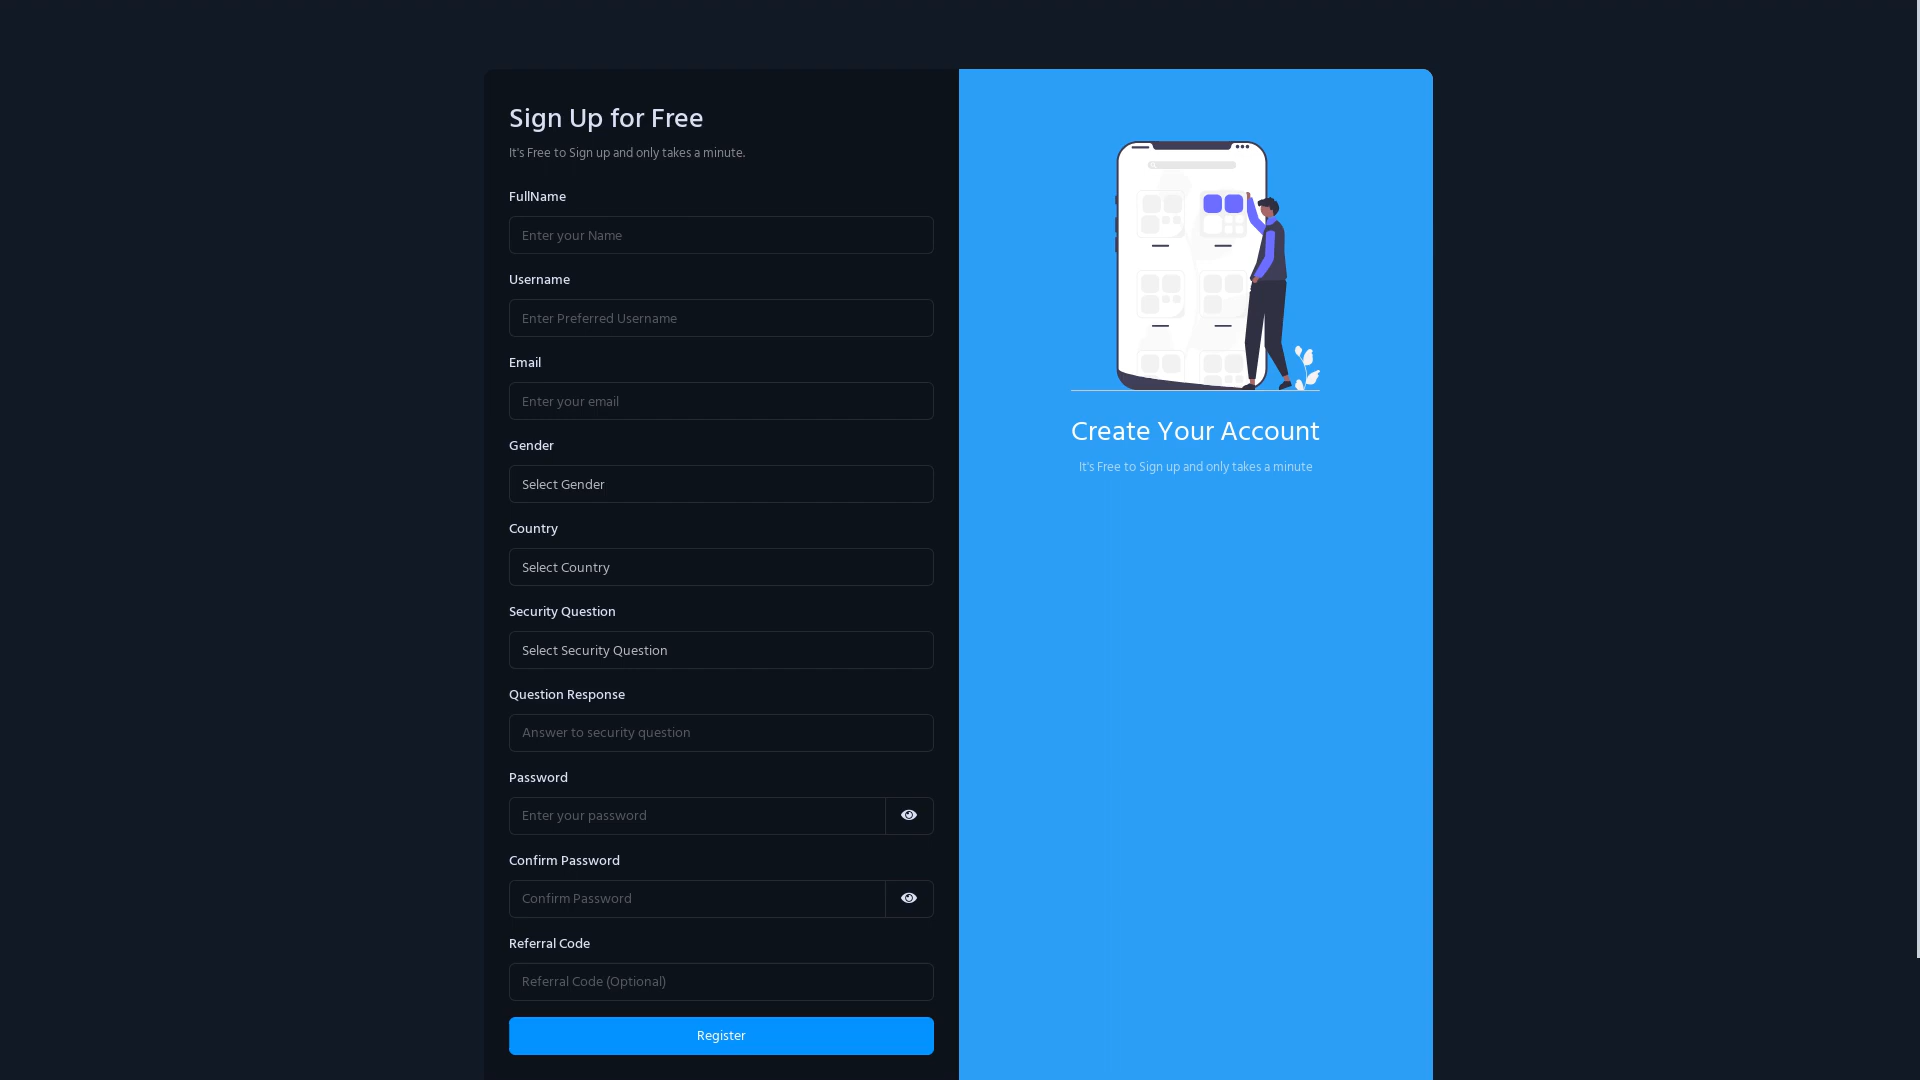 Sign Up for Free
It's Free to Sign up and only takes a minute.
FullName
Enter your Name
Username
Enter Preferred Username
Email
Enter your email
Gender
Select Gender
Country
Select Country
Security Question
Select Security Question
Question Response
Answer to security question
Password
Enter your password
Confirm Password
Confirm Password
Referral Code
Referral Code (Optional)
Register
Create Your Account
It's Free to Sign up and only takes a minute